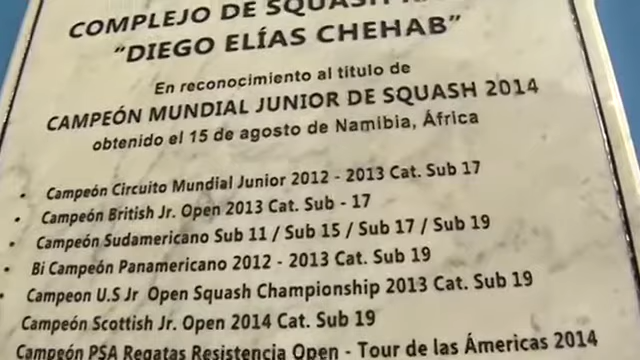 COMPLEJO DE SQUASH
“DIEGO ELÍAS CHEHAB”
En reconocimiento al título de
CAMPEÓN MUNDIAL JUNIOR DE SQUASH 2014
obtenido el 15 de agosto de Namibia, África
• Campeón Circuito Mundial Junior 2012 - 2013 Cat. Sub 17
• Campeón British Jr. Open 2013 Cat. Sub - 17
• Campeón Sudamericano Sub 11 / Sub 15 / Sub 17 / Sub 19
• Bi Campeón Panamericano 2012 - 2013 Cat. Sub 19
• Campeon U.S Jr Open Squash Championship 2013 Cat. Sub 19
Campeón Scottish Jr. Open 2014 Cat. Sub 19
Campeón PSA Regatas Resistencia Open - Tour de las Ámericas 2014